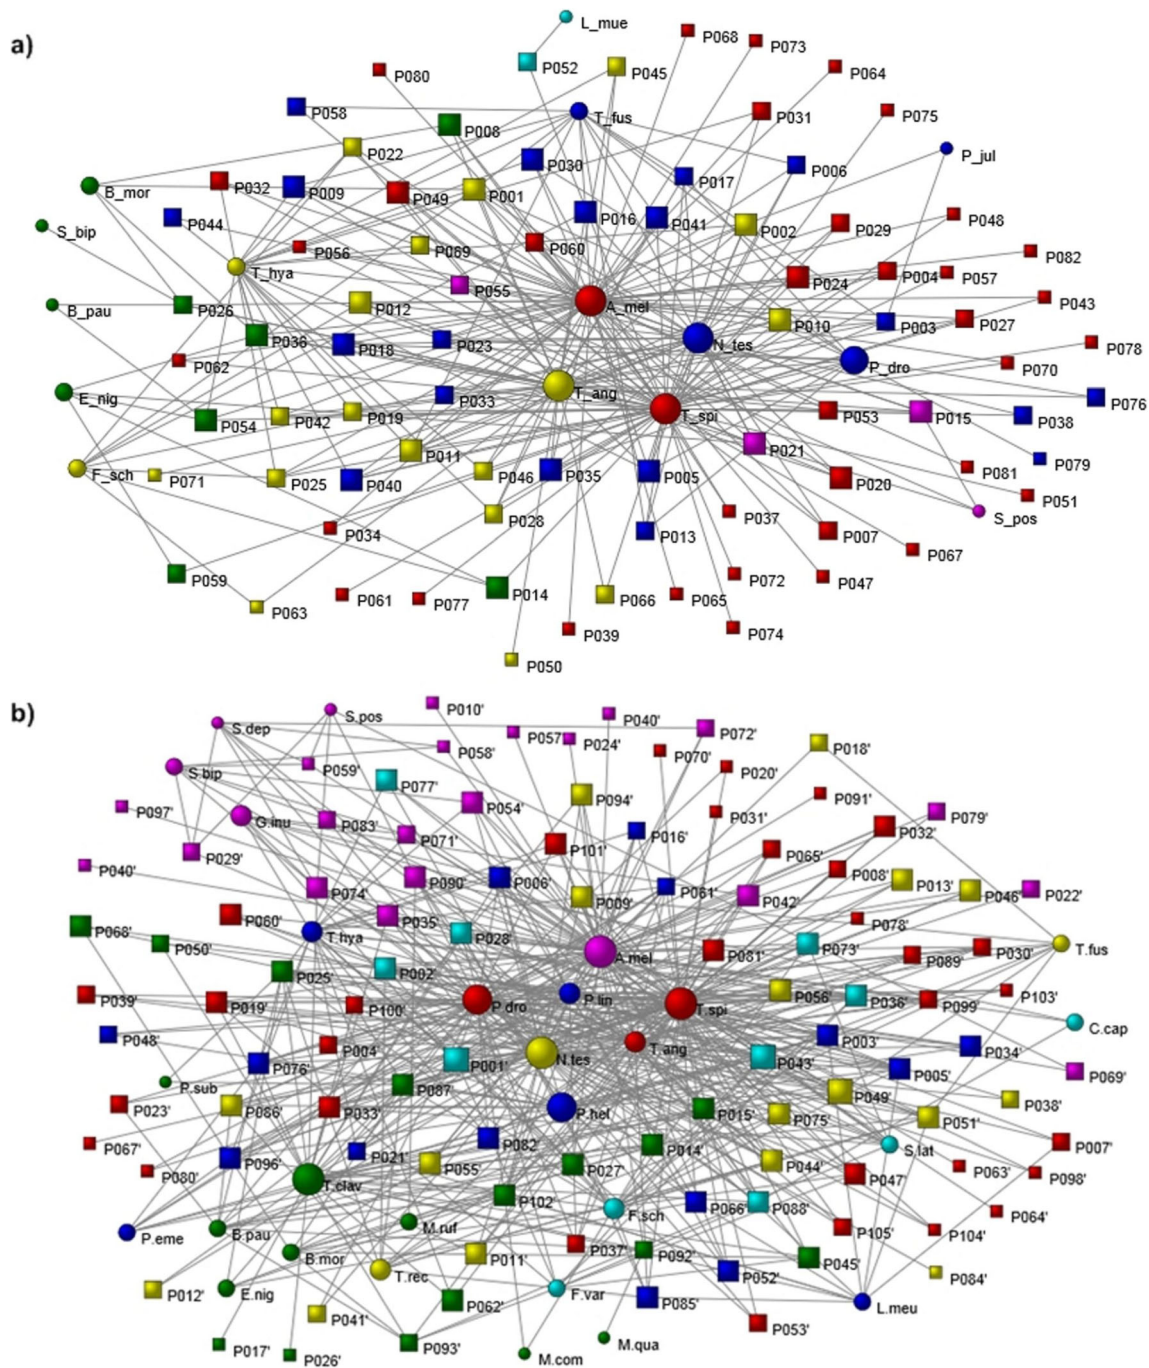 a)
L_mue
P068
P073
P052
P045
P064
P080
P058
T_fus
P031
P075
P008
P022
P030
P006
P_jul
B_mor
P032
P009
P049
P001
P017
P044
P016
P041
P002
P029
P048
S_bip
P056
P069
P060
P082
T_hya
P055
P024
P004
P057
B_pau
P026
P012
A_mel
P010
P003
P027
P043
P036
P018
P023
N_tes
P078
P062
P_dro
P070
E_nig
P033
T_ang
P076
P054
P042
P019
T_spi
P053
P015
P038
P011
P021
F_sch
P071
P025
P040
P046
P035
P005
P020
P081
P079
P051
P028
P037
S_pos
P034
P013
P007
P067
P059
P014
P072
P047
P063
P061
P077
P066
P065
P039
P074
P050
b)
S.dep
S.pos
P010'
P040'
P057
P024'
P072'
P058'
P070'
P018'
S.bip
P059'
P077'
P020'
P097'
G.inu
P083'
P054'
P094'
P031'
P091'
P079'
P029'
P071'
P101'
P016'
P032'
P065'
P040'
P074'
P090'
P006'
P009'
P061'
P042'
P008'
P013'
P046'
P022'
P068'
P060'
P035'
P078'
P050'
T.hya
P028'
A.mel
P081'
P073'
P089'
P030'
T.fus
P025'
P002'
P.lin
P056'
P036'
P099'
P103'
P039'
P019'
P100'
P.dro
T.spi
C.cap
P048'
P004'
T.ang
P003'
P034'
P076'
P001'
N.tes
P043'
P005'
P069'
P.sub
P087'
P049'
P023'
P086'
P033'
P.hel
P015'
P075'
P051'
P038'
P067'
P021'
P082
P014'
S.lat
P007'
P080'
P096'
P055'
P027'
P044'
P047'
P063'
P098'
T.clav
P102'
P066'
P088'
P064'
P.eme
B.pau
M.ruf
F.sch
P105'
P104'
B.mor
P011'
P037'
P092'
P045'
P012'
E.nig
T.rec
F.var
P052'
P084'
P041'
P062'
P085'
L.meu
P017'
P026'
P093'
M.com
M.qua
P053'